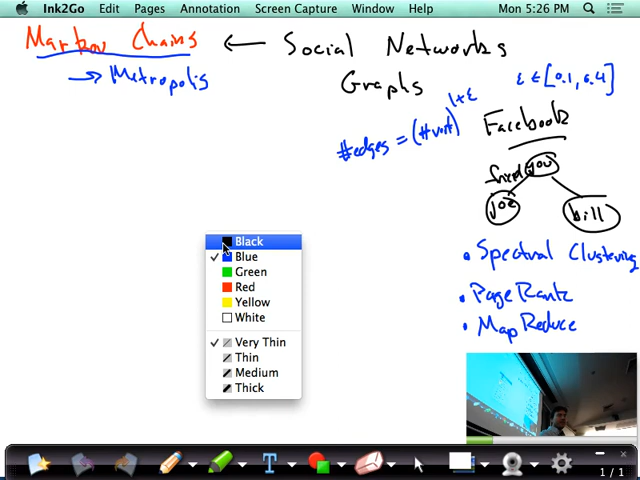 Ink2Go Edit Pages Annotation Screen Capture Window Help Mon 5:26 PM
Markov Chains ← Social Networks
→ Metropolis Graphs ε ∈ [0.1, 0.4]
#edges = (#vert)^1+ε Facebook
friend you
joe bill
Black
Blue
Green
Red
Yellow
White
Very Thin
Thin
Medium
Thick
• Spectral Clustering
• PageRank
• MapReduce
1 / 1